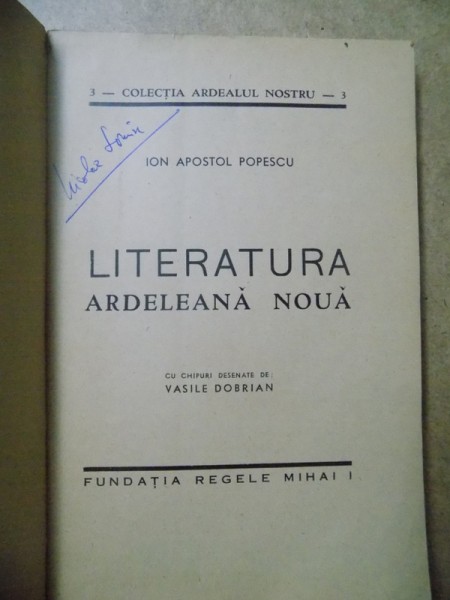 3 — COLECȚIA ARDEALUL NOSTRU — 3
ION APOSTOL POPESCU
LITERATURA
ARDELEANĂ NOUĂ
CU CHIPURI DESENATE DE:
VASILE DOBRIAN
FUNDAȚIA REGELE MIHAI I